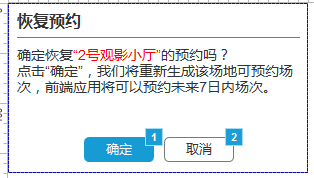 恢复预约
确定恢复“2号观影小厅”的预约吗？
点击“确定”，我们将重新生成该场地可预约场
次，前端应用将可以预约未来7日内场次。
确定 1 取消 2